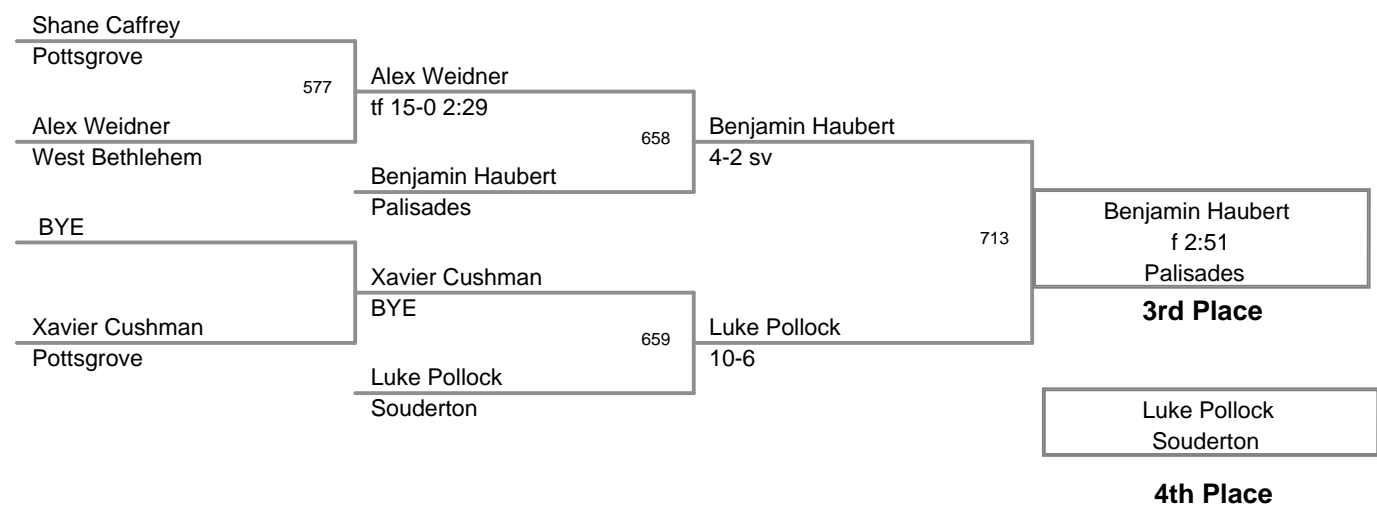 Shane Caffrey
Pottsgrove
577
Alex Weidner
West Bethlehem
BYE
Xavier Cushman
Pottsgrove
Alex Weidner
tf 15-0 2:29
658
Benjamin Haubert
Palisades
Xavier Cushman
BYE
659
Luke Pollock
Souderton
Benjamin Haubert
4-2 sv
713
Luke Pollock
10-6
Benjamin Haubert
f 2:51
Palisades
3rd Place
Luke Pollock
Souderton
4th Place